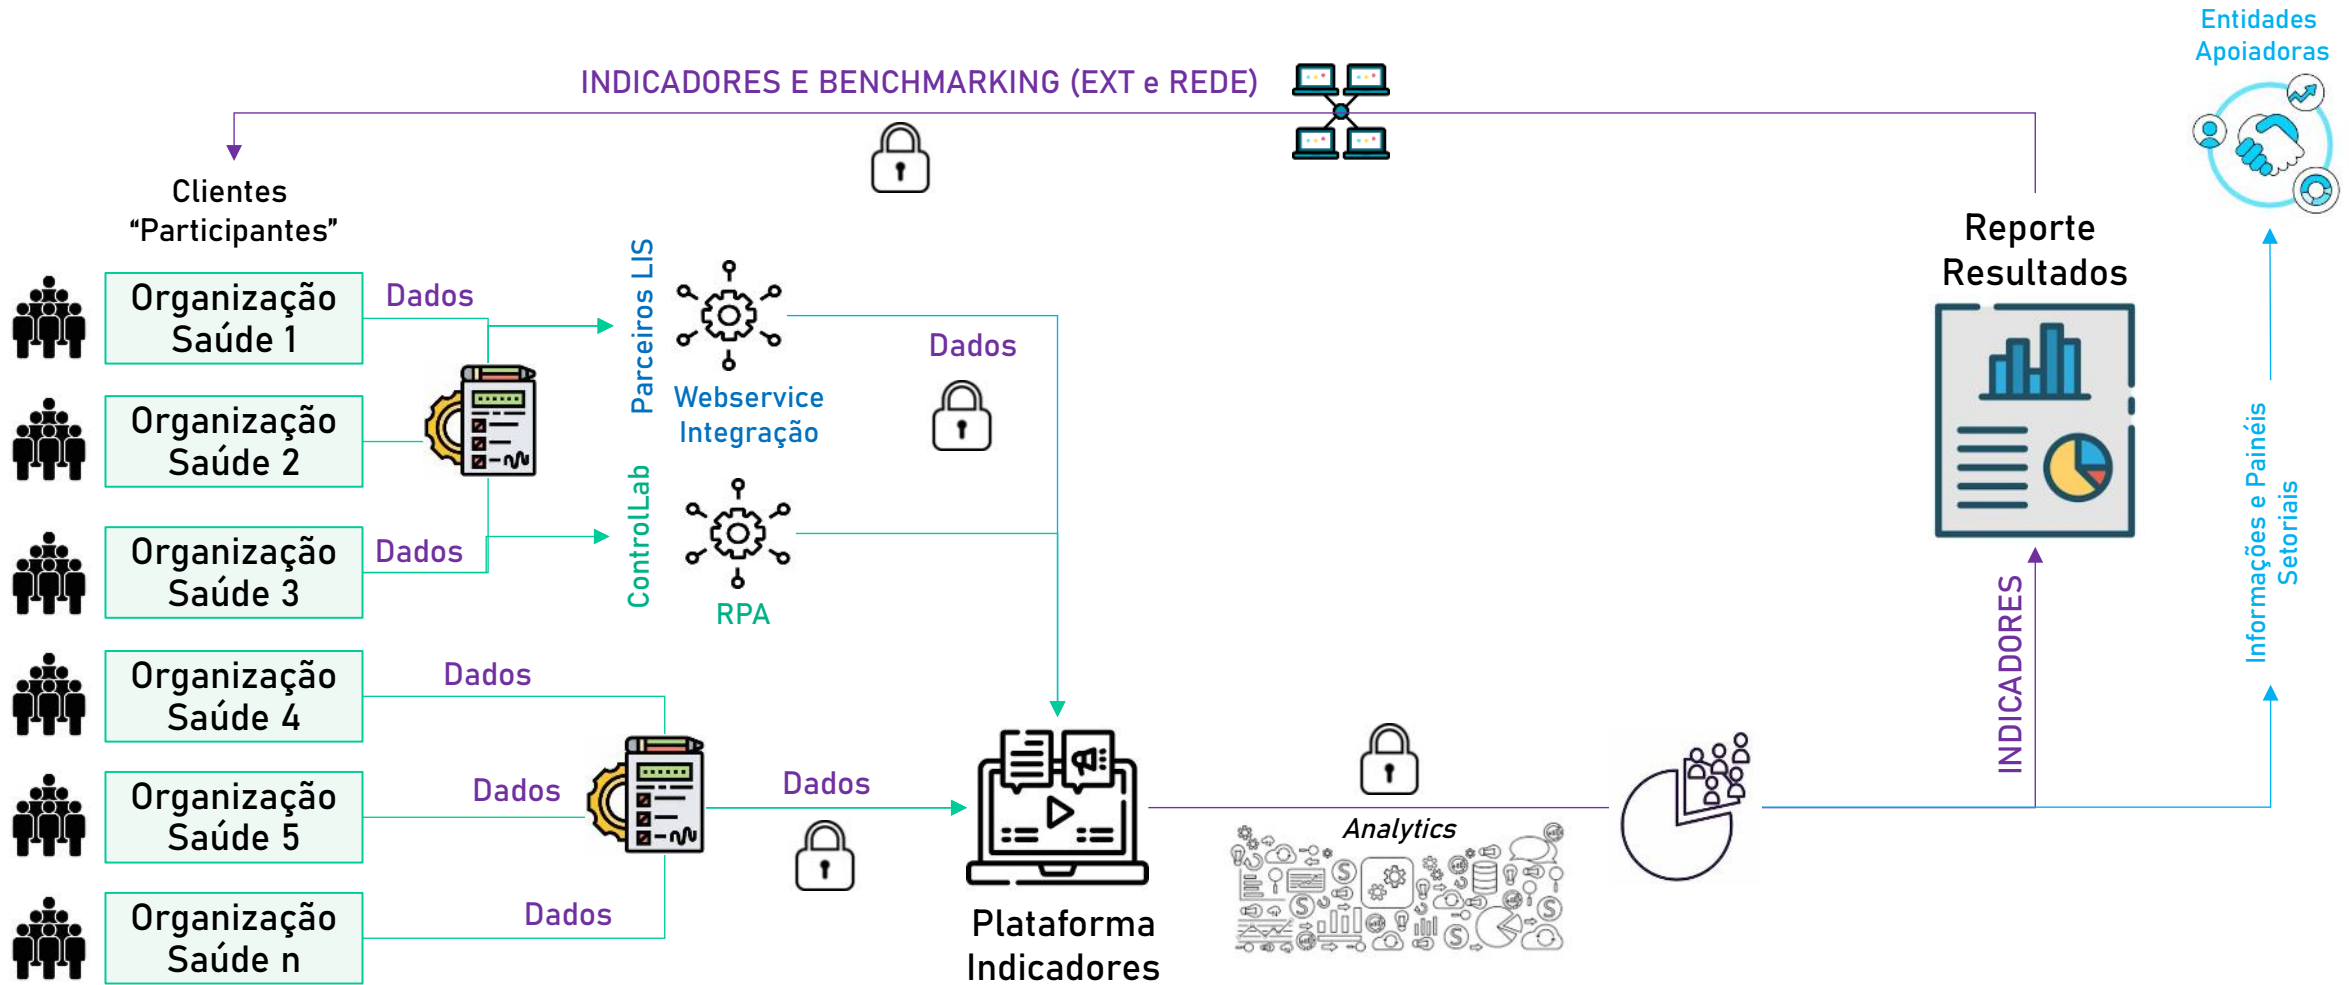 Entidades
Apoiadoras
INDICADORES E BENCHMARKING (EXT e REDE)
Clientes
“Participantes”
Organização
Saúde 1
Dados
Organização
Saúde 2
Organização
Saúde 3
Dados
Organização
Saúde 4
Dados
Organização
Saúde 5
Dados
Organização
Saúde n
Dados
Parceiros LIS
Webservice
Integração
ControlLab
RPA
Dados
Dados
Plataforma
Indicadores
Analytics
INDICADORES
Reporte
Resultados
Informações e Painéis
Setoriais